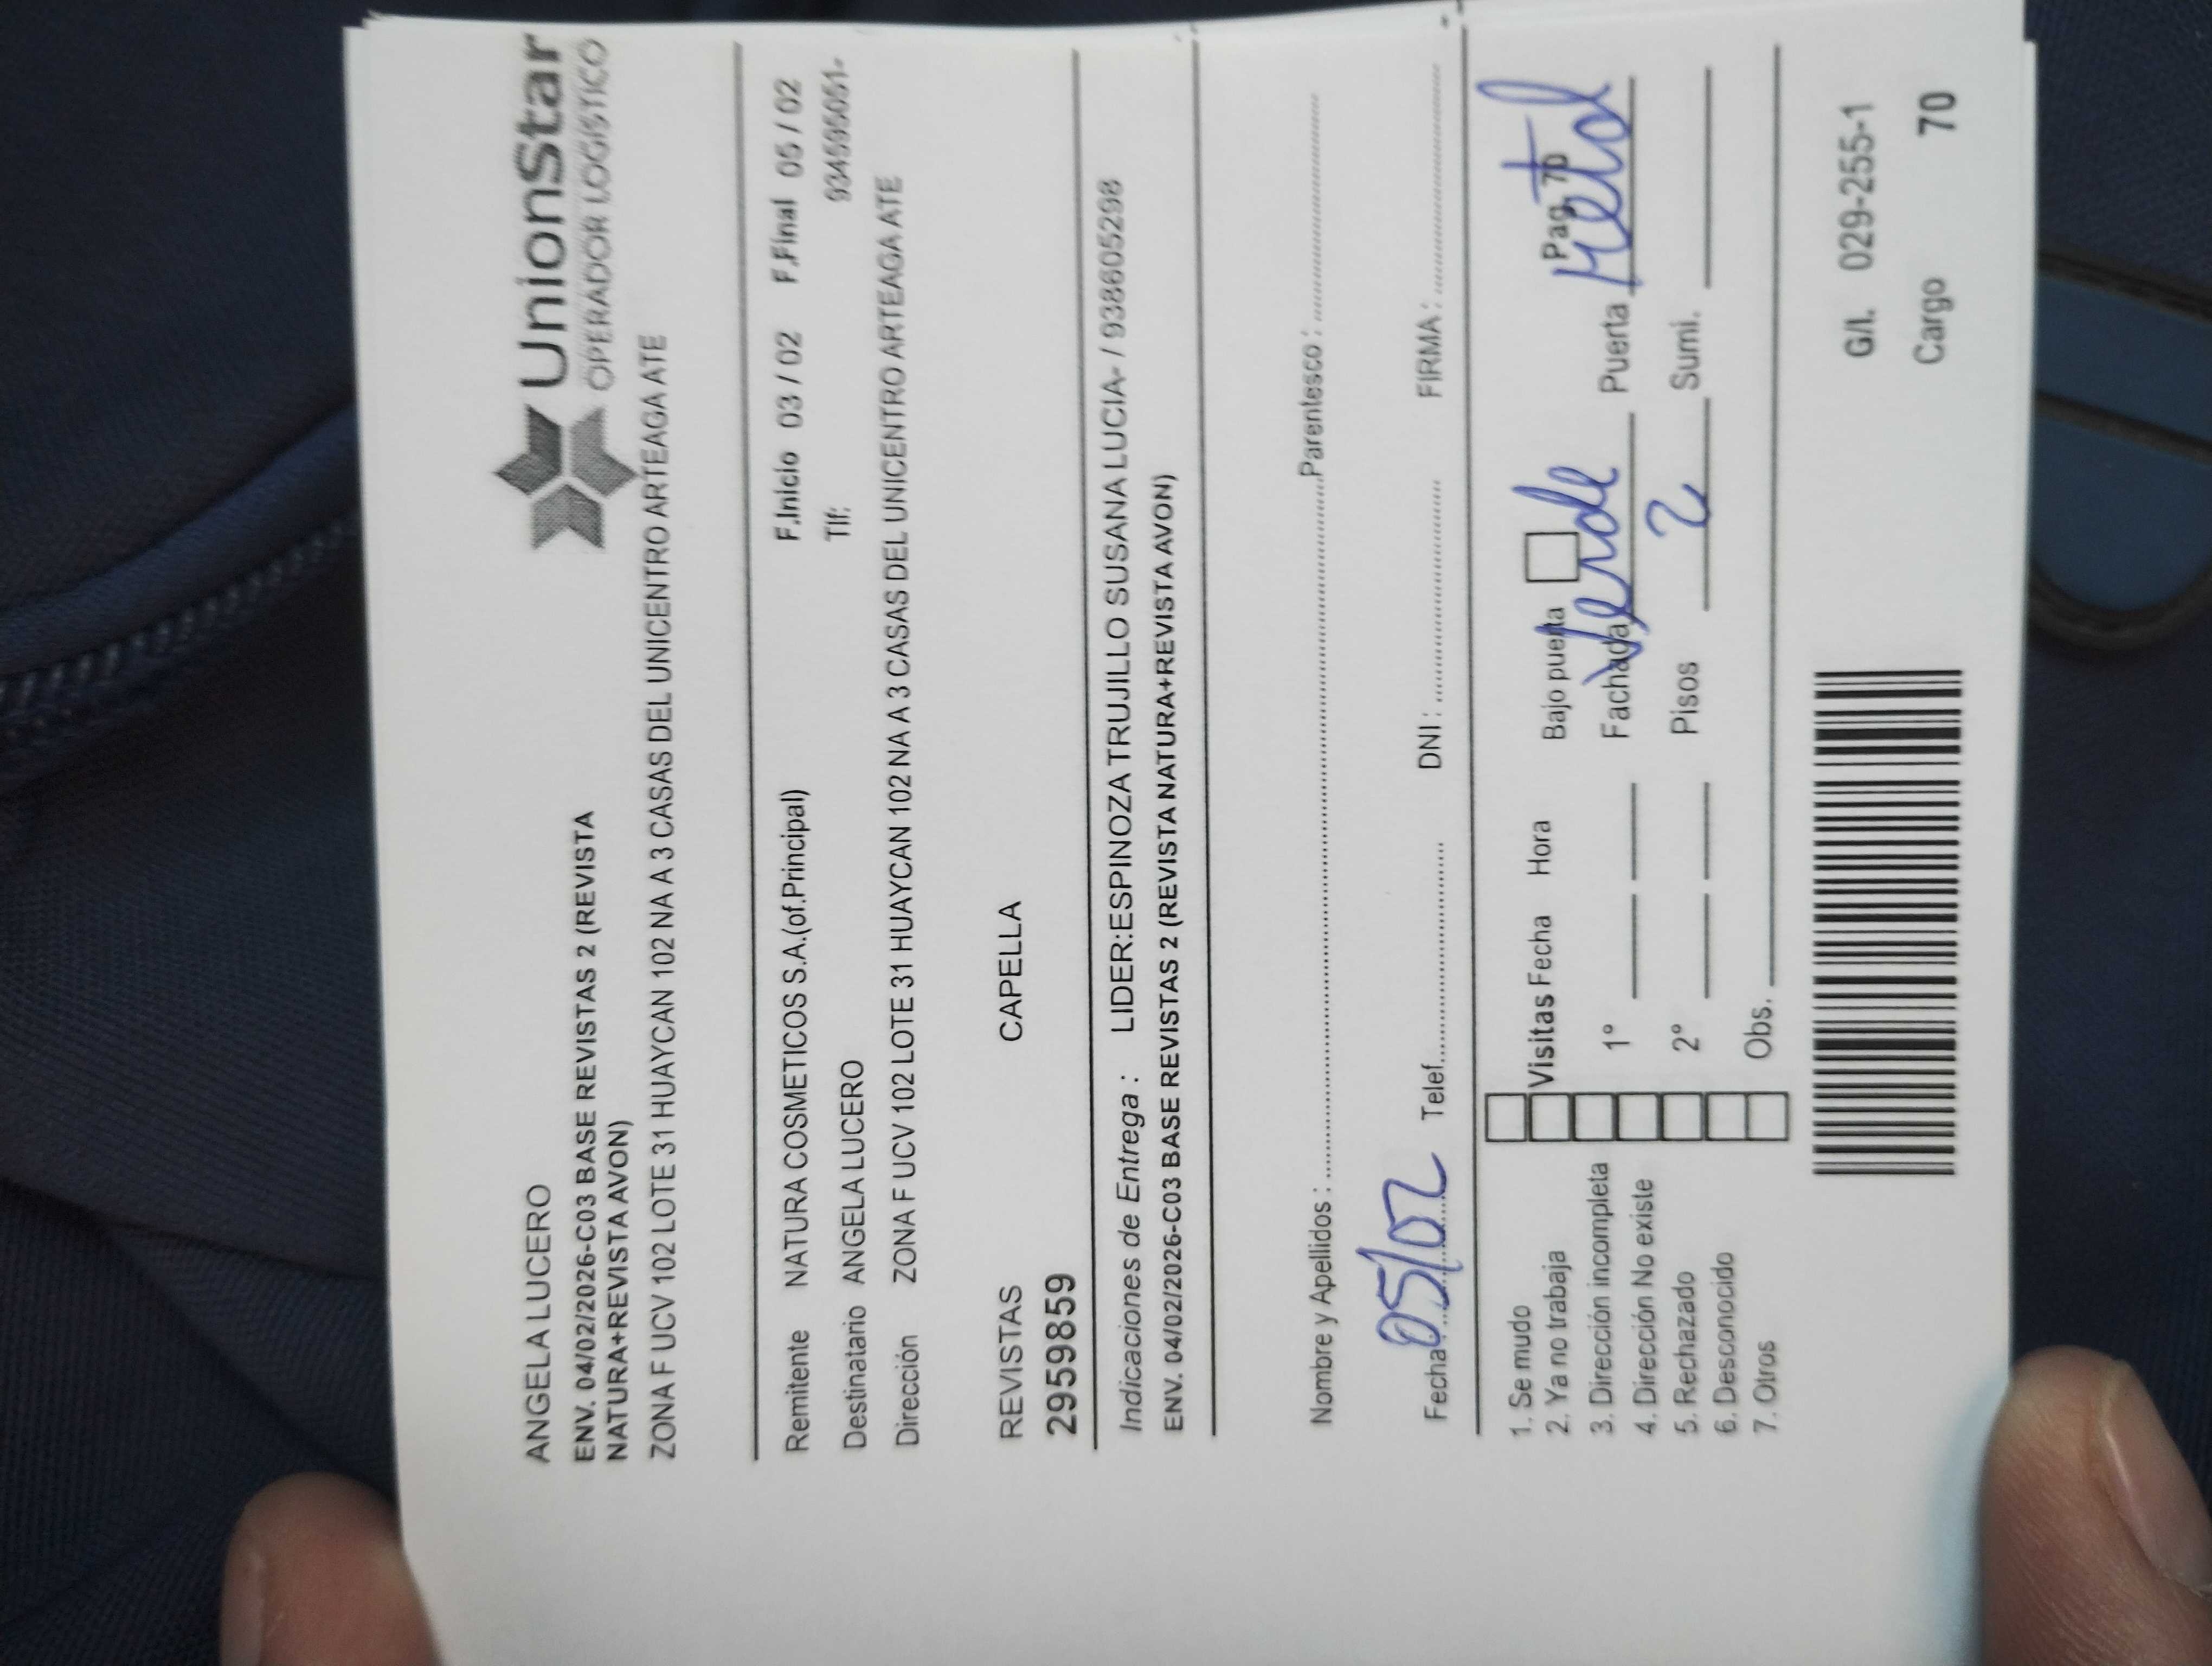 UnionStar
OPERADOR LOGÍSTICO
ANGELA LUCERO
ENV. 04/02/2026-C03 BASE REVISTAS 2 (REVISTA
NATURA+REVISTA AVON)
ZONA F UCV 102 LOTE 31 HUAYCAN 102 NA A 3 CASAS DEL UNICENTRO ARTEAGA ATE
Remitente NATURA COSMETICOS S.A.(of.Principal) F.Inicio 03 / 02 F.Final 05 / 02
Destinatario ANGELA LUCERO Tlf: 934595051-
Dirección ZONA F UCV 102 LOTE 31 HUAYCAN 102 NA A 3 CASAS DEL UNICENTRO ARTEAGA ATE
REVISTAS CAPELLA
2959859
Indicaciones de Entrega : LIDER:ESPINOZA TRUJILLO SUSANA LUCIA- / 938605298
ENV. 04/02/2026-C03 BASE REVISTAS 2 (REVISTA NATURA+REVISTA AVON)
Nombre y Apellidos : Parentesco :
Fecha 05/02 Telef. DNI : FIRMA :
1. Se mudo
2. Ya no trabaja
3. Dirección incompleta
4. Dirección No existe
5. Rechazado
6. Desconocido
7. Otros
Visitas Fecha Hora Bajo puerta Pag. 70
1º Fachada Verde Puerta Metal
2º Pisos 2 Sumi.
Obs.
G/L 029-255-1
Cargo 70